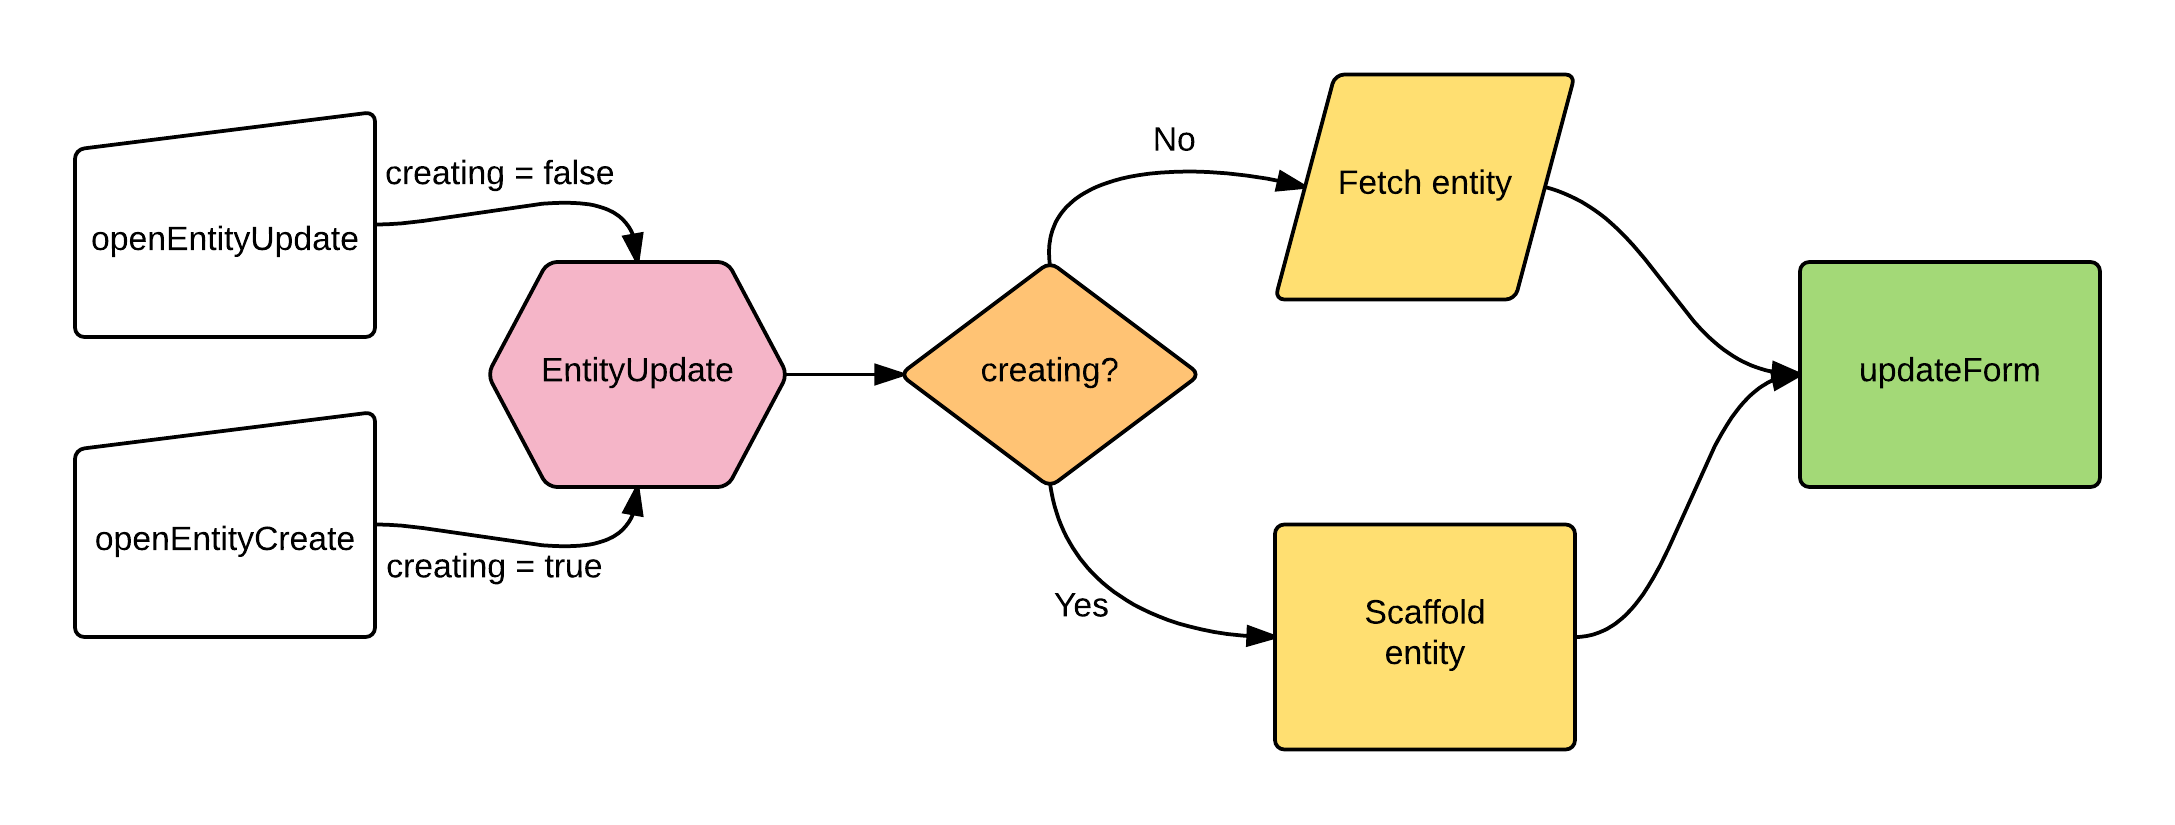 openEntityUpdate
creating = false
openEntityCreate
creating = true
EntityUpdate
creating?
No
Yes
Fetch entity
Scaffold
entity
updateForm